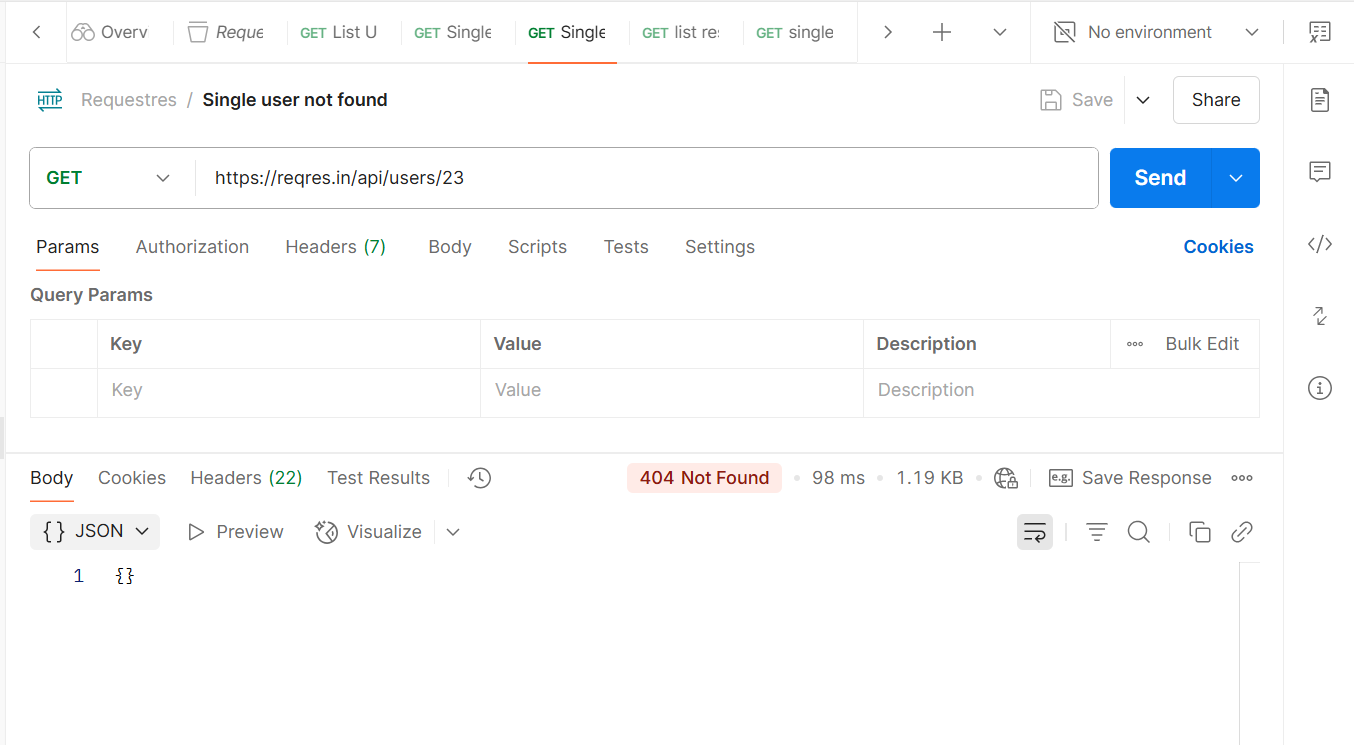 Overv Reque GET List U GET Single GET Single GET list re: GET single No environment
HTTP Requestres / Single user not found Save Share
GET https://reqres.in/api/users/23 Send
Params Authorization Headers (7) Body Scripts Tests Settings Cookies
Query Params
Key Value Description Bulk Edit
Key Value Description
Body Cookies Headers (22) Test Results 404 Not Found 98 ms 1.19 KB e.g. Save Response
{} JSON Preview Visualize
1 {}